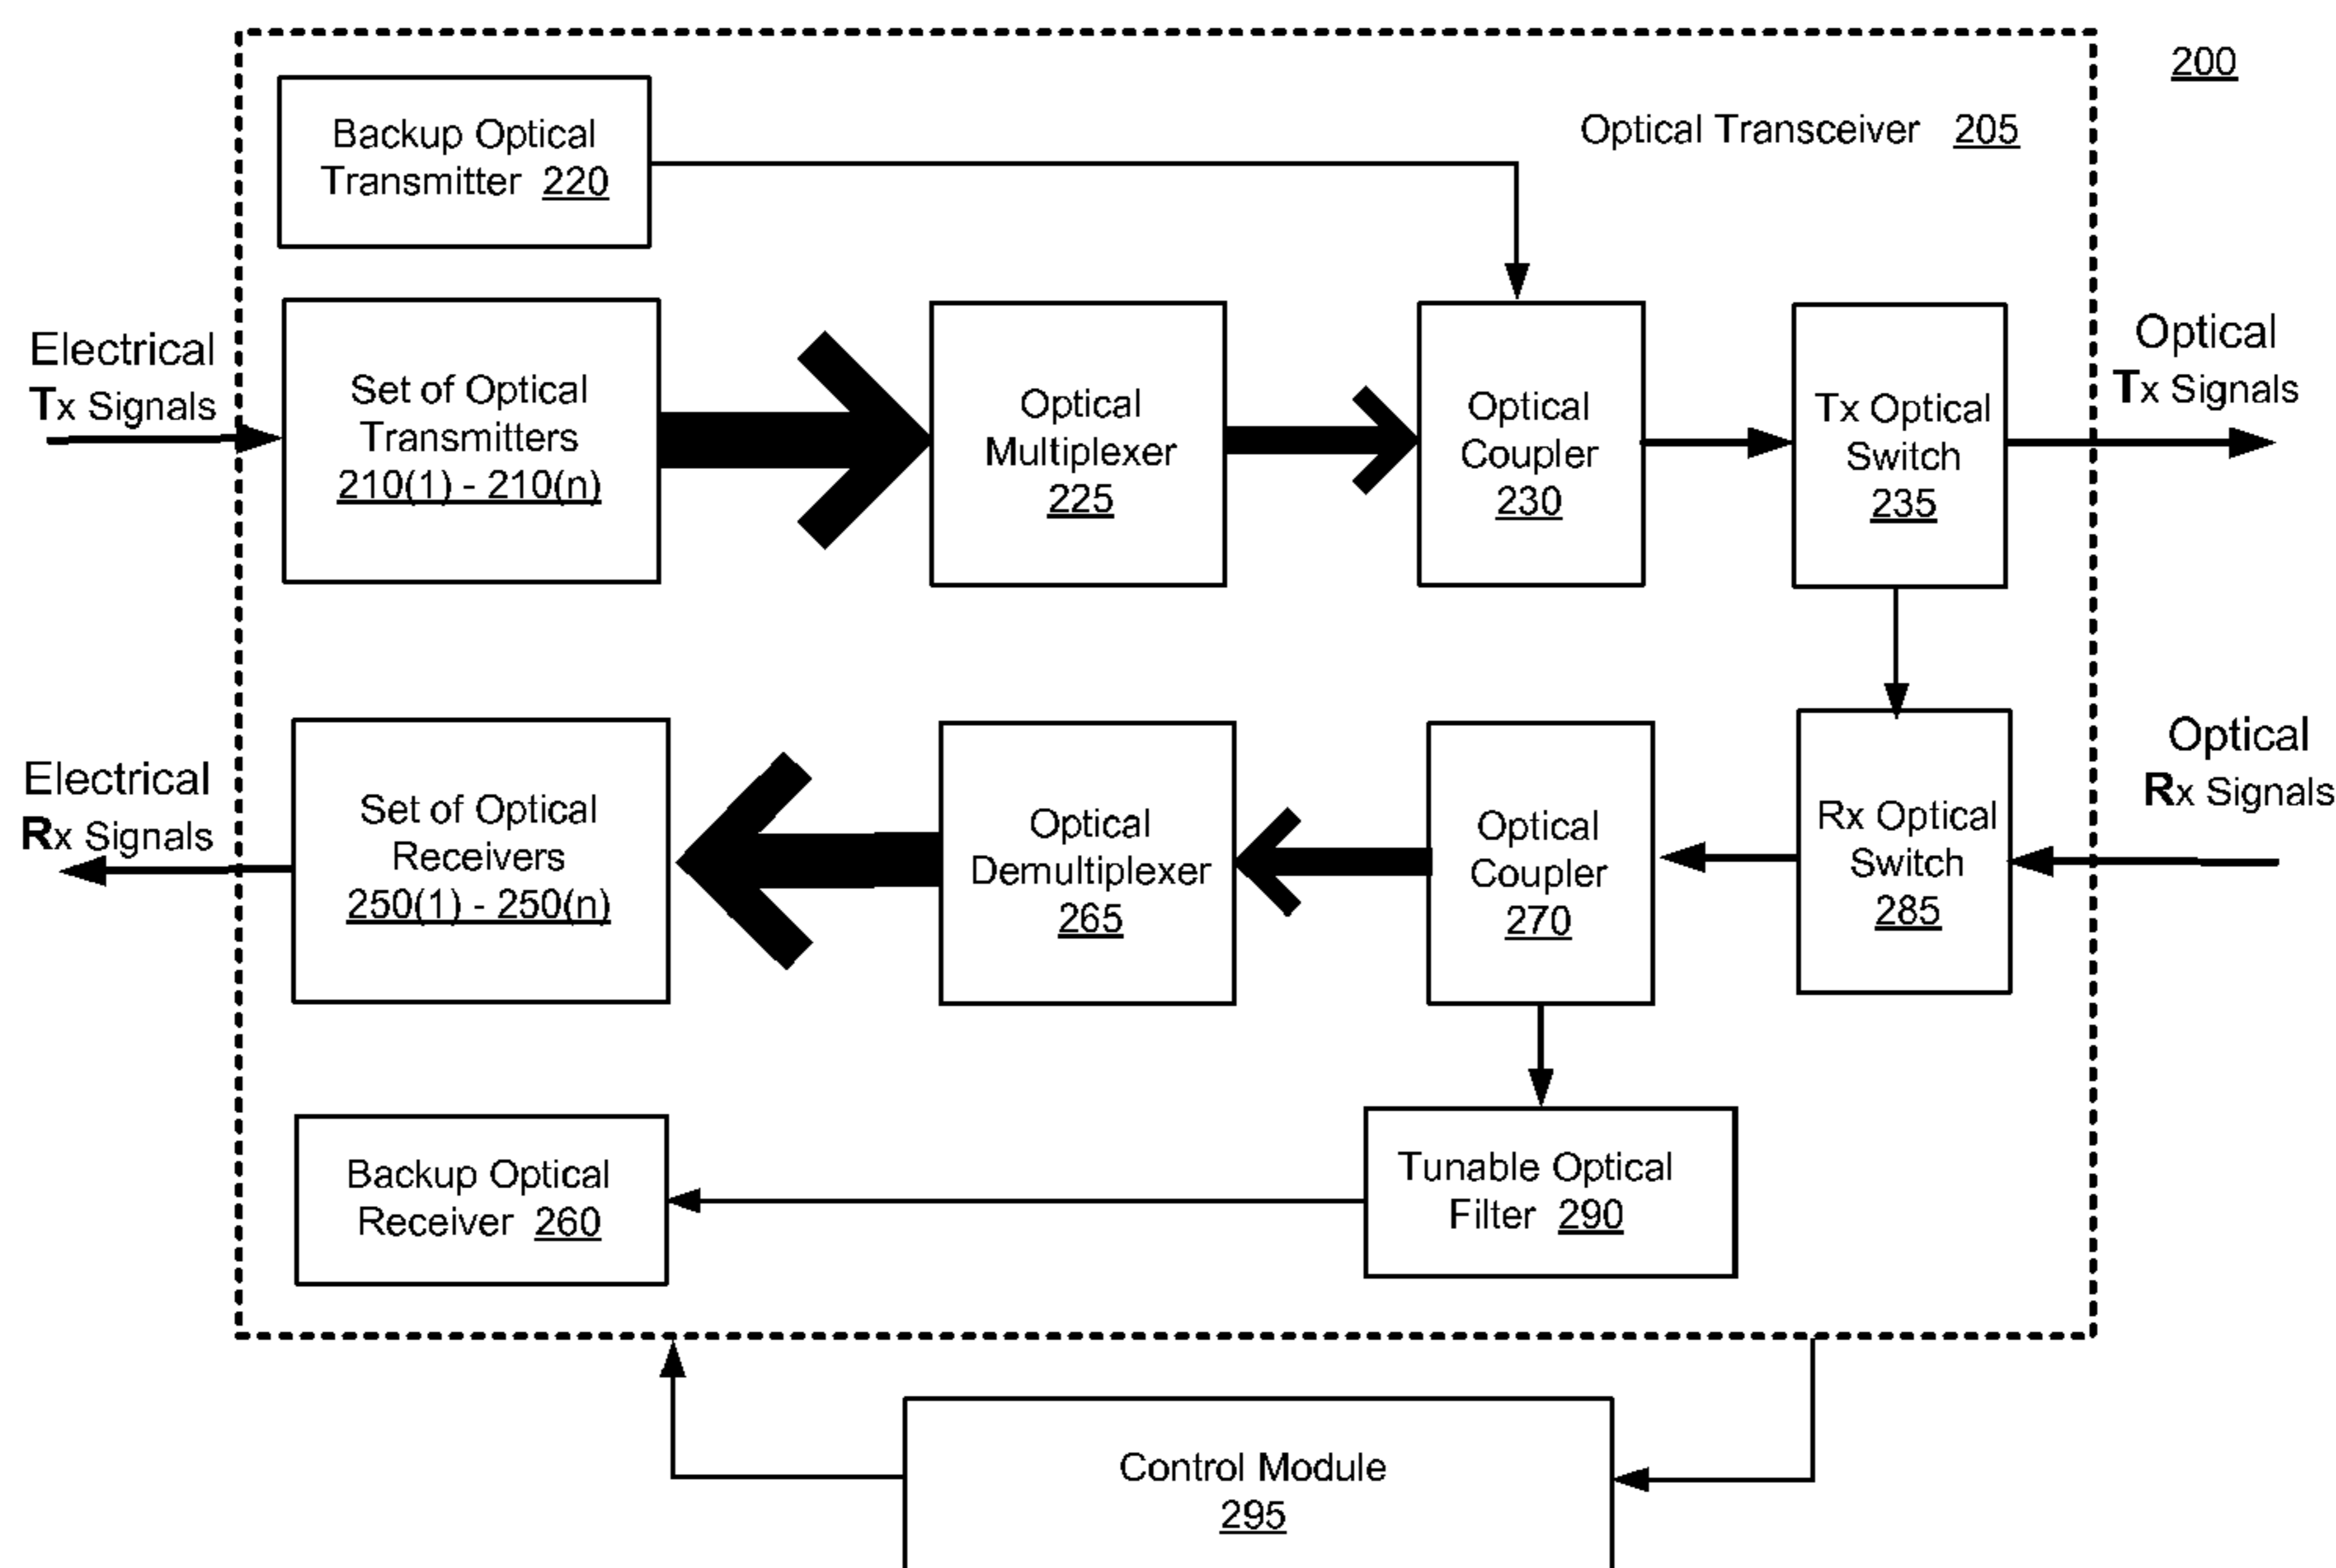 200
Backup Optical
Transmitter 220
Optical Transceiver 205
Electrical
Tx Signals
Set of Optical
Transmitters
210(1) - 210(n)
Optical
Multiplexer
225
Optical
Coupler
230
Tx Optical
Switch
235
Optical
Tx Signals
Electrical
Rx Signals
Set of Optical
Receivers
250(1) - 250(n)
Optical
Demultiplexer
265
Optical
Coupler
270
Rx Optical
Switch
285
Optical
Rx Signals
Backup Optical
Receiver 260
Tunable Optical
Filter 290
Control Module
295